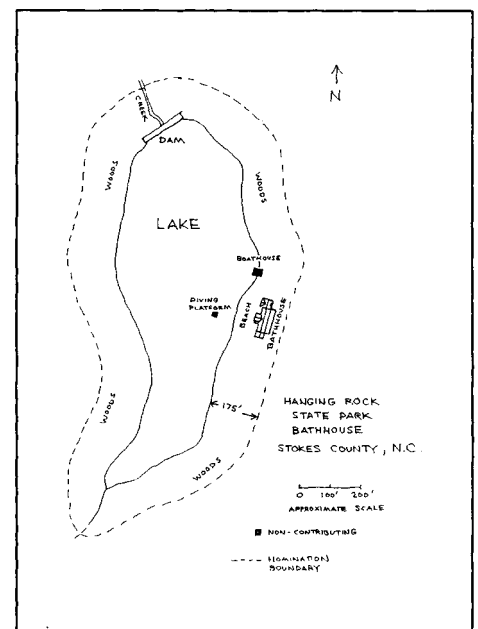 N
CREEK
DAM
WOODS
WOODS
LAKE
BOATHOUSE
DIVING
PLATFORM
BEACH
BATHHOUSE
175'
WOODS
WOODS
HANGING ROCK
STATE PARK
BATHHOUSE
STOKES COUNTY, N.C.
0 100' 200'
APPROXIMATE SCALE
NON-CONTRIBUTING
NOMINATION
BOUNDARY